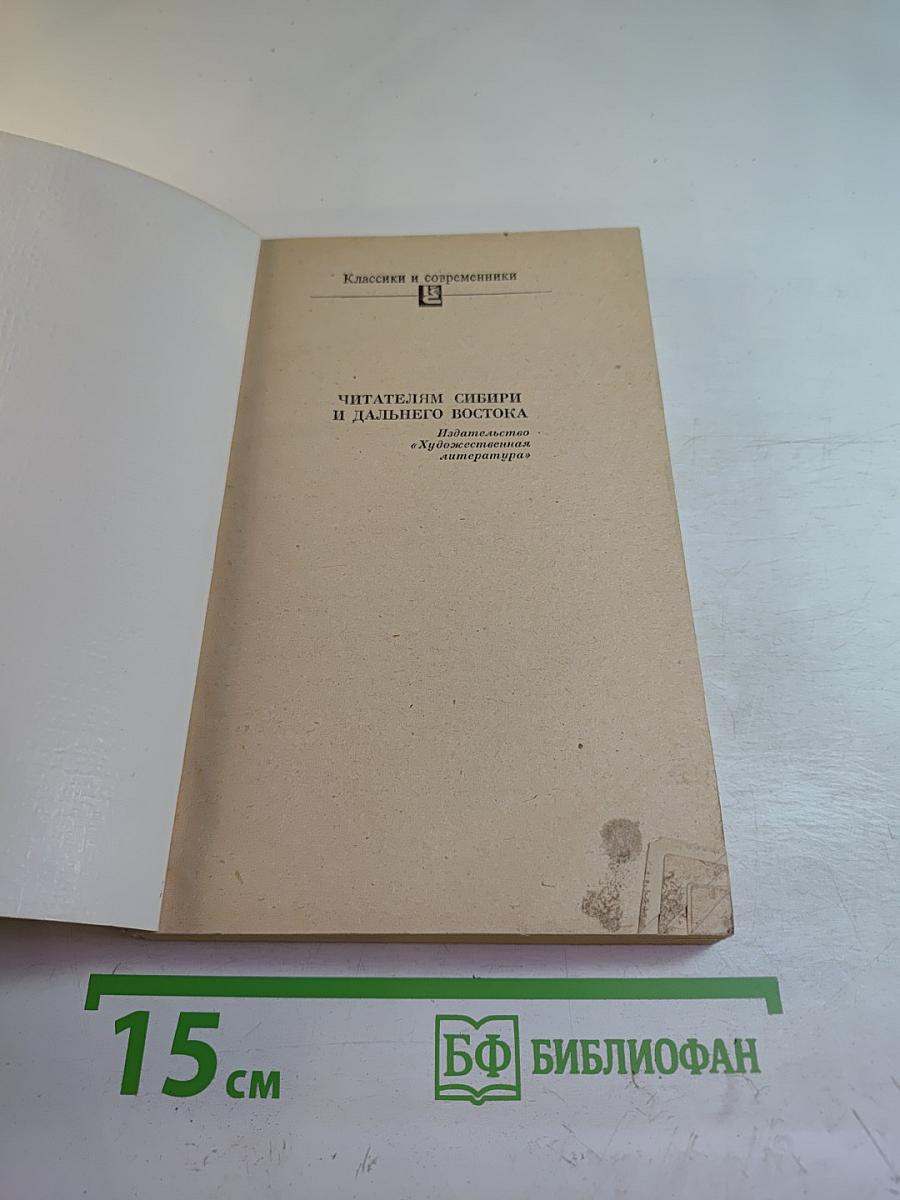 Классики и современники
ЧИТАТЕЛЯМ СИБИРИ
И ДАЛЬНЕГО ВОСТОКА
Издательство
«Художественная
литература»
15 см
БФ БИБЛИОФАН